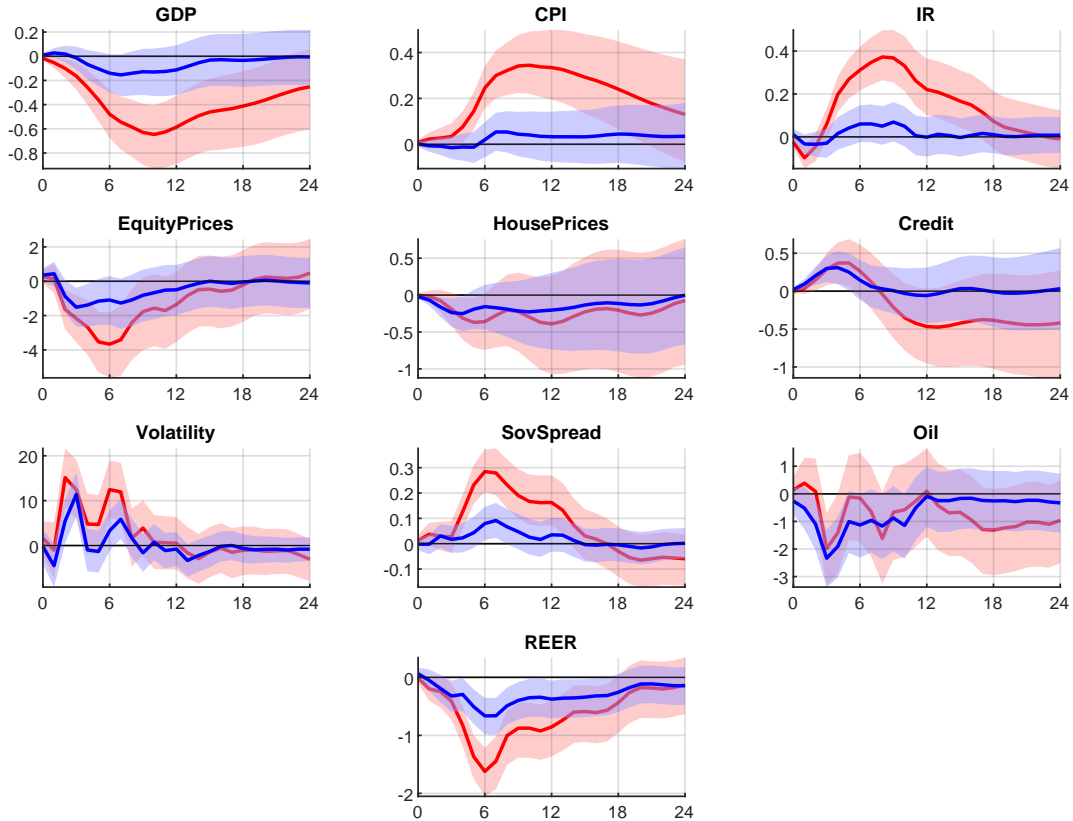 GDP
0.2
0
-0.2
-0.4
-0.6
-0.8
0 6 12 18 24
CPI
0.4
0.2
0
0 6 12 18 24
IR
0.4
0.2
0
0 6 12 18 24
EquityPrices
2
0
-2
-4
0 6 12 18 24
HousePrices
0.5
0
-0.5
-1
0 6 12 18 24
Credit
0.5
0
-0.5
-1
0 6 12 18 24
Volatility
20
10
0
0 6 12 18 24
SovSpread
0.3
0.2
0.1
0
-0.1
0 6 12 18 24
Oil
1
0
-1
-2
-3
0 6 12 18 24
REER
0
-1
-2
0 6 12 18 24